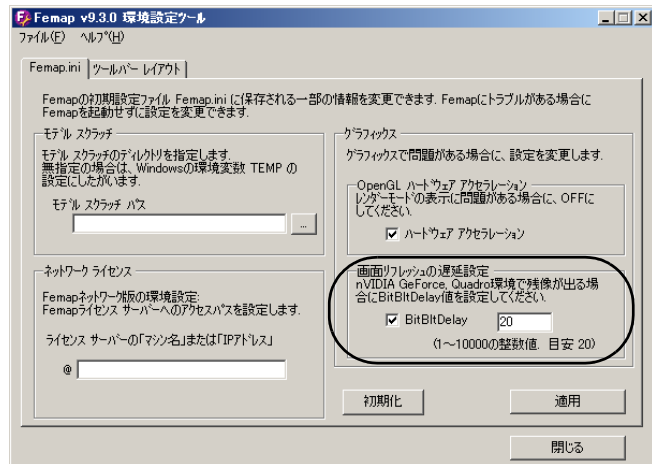 Femap v9.3.0 環境設定ツール
ファイル(F) ヘルプ(H)
Femap.ini ツールバー レイアウト
Femapの初期設定ファイル Femap.ini に保存される一部の情報を変更できます. Femapにトラブルがある場合に
Femapを起動せずに設定を変更できます.
モデル スクラッチ
モデル スクラッチのディレクトリを指定します.
無指定の場合は、Windowsの環境変数 TEMP の
設定にしたがいます.
モデル スクラッチ パス
...
ネットワーク ライセンス
Femapネットワーク版の環境設定:
Femapライセンス サーバーへのアクセスパスを設定します.
ライセンス サーバーの「マシン名」または「IPアドレス」
@
グラフィックス
グラフィックスで問題がある場合に、設定を変更します.
OpenGL ハードウェア アクセラレーション
レンダーモードの表示に問題がある場合に、OFFに
してください.
ハードウェア アクセラレーション
画面リフレッシュの遅延設定
nVIDIA GeForce, Quadro環境で残像が出る場
合にBitBltDelay値を設定してください.
BitBltDelay 20
(1～10000の整数値. 目安 20)
初期化 適用
閉じる